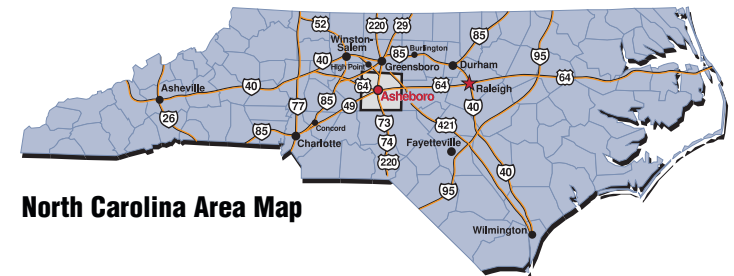 52
220
29
85
Winston-
Salem
Burlington
85
95
40
High Point
Greensboro
Durham
Asheville
40
64
Asheboro
64
Raleigh
64
26
77
85
49
40
85
Concord
Charlotte
73
421
74
Fayetteville
220
40
95
North Carolina Area Map
Wilmington